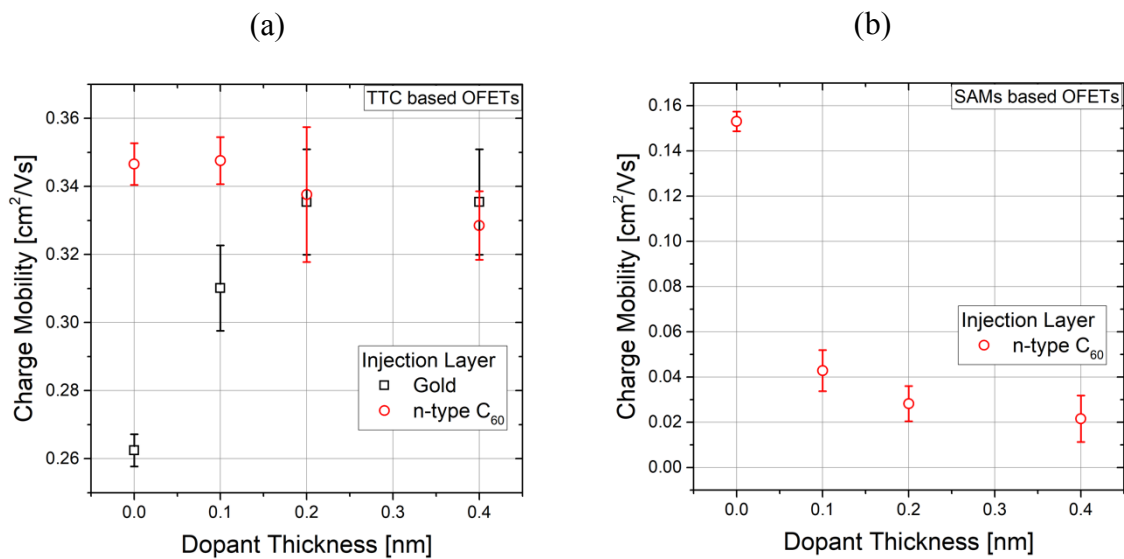 (a)
TTC based OFETs
Charge Mobility [cm²/Vs]
0.36
0.34
0.32
0.30
0.28
0.26
Injection Layer
Gold
n-type C₆₀
0.0 0.1 0.2 0.3 0.4
Dopant Thickness [nm]
(b)
SAMs based OFETs
Charge Mobility [cm²/Vs]
0.16
0.14
0.12
0.10
0.08
0.06
0.04
0.02
0.00
Injection Layer
n-type C₆₀
0.0 0.1 0.2 0.3 0.4
Dopant Thickness [nm]